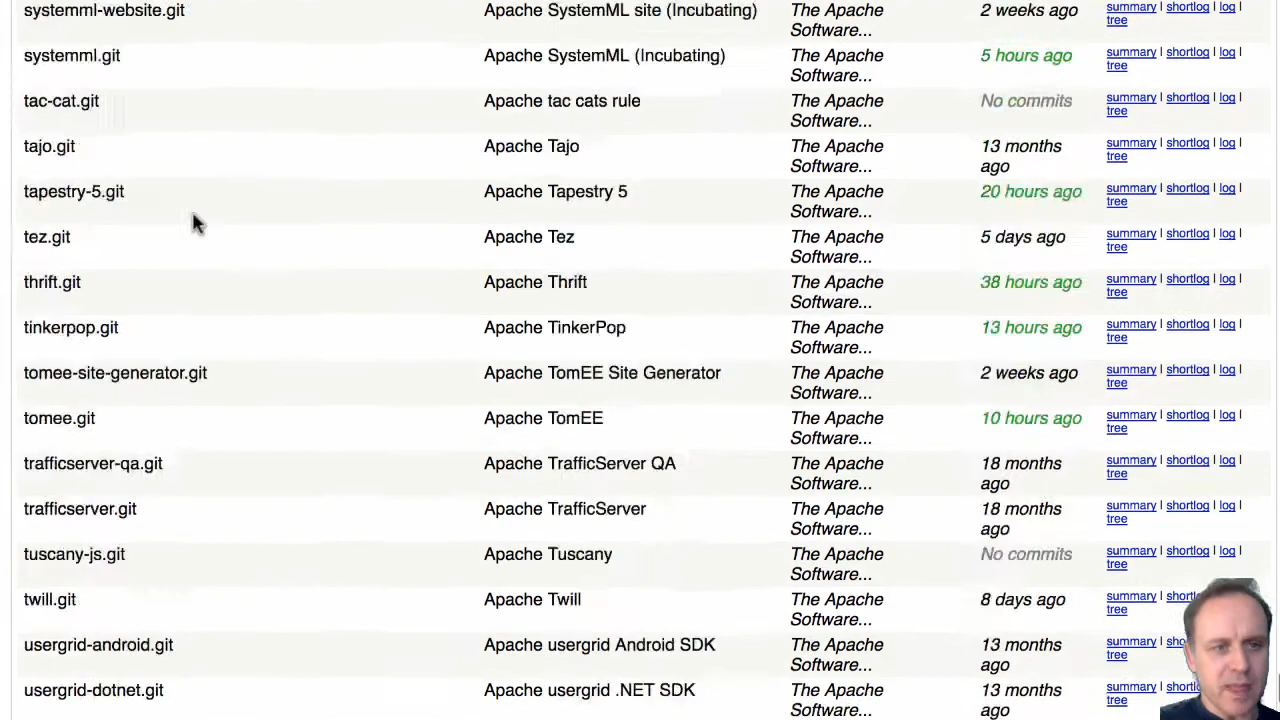 systemml-website.git Apache SystemML site (Incubating) The Apache 2 weeks ago summary | shortlog | log |
Software... tree
systemml.git Apache SystemML (Incubating) The Apache 5 hours ago summary | shortlog | log |
Software... tree
tac-cat.git Apache tac cats rule The Apache No commits summary | shortlog | log |
Software... tree
tajo.git Apache Tajo The Apache 13 months summary | shortlog | log |
Software... ago tree
tapestry-5.git Apache Tapestry 5 The Apache 20 hours ago summary | shortlog | log |
Software... tree
tez.git Apache Tez The Apache 5 days ago summary | shortlog | log |
Software... tree
thrift.git Apache Thrift The Apache 38 hours ago summary | shortlog | log |
Software... tree
tinkerpop.git Apache TinkerPop The Apache 13 hours ago summary | shortlog | log |
Software... tree
tomee-site-generator.git Apache TomEE Site Generator The Apache 2 weeks ago summary | shortlog | log |
Software... tree
tomee.git Apache TomEE The Apache 10 hours ago summary | shortlog | log |
Software... tree
trafficserver-qa.git Apache TrafficServer QA The Apache 18 months summary | shortlog | log |
Software... ago tree
trafficserver.git Apache TrafficServer The Apache 18 months summary | shortlog | log |
Software... ago tree
tuscany-js.git Apache Tuscany The Apache No commits summary | shortlog | log |
Software... tree
twill.git Apache Twill The Apache 8 days ago summary |
Software... tree
usergrid-android.git Apache usergrid Android SDK The Apache 13 months summary |
Software... ago tree
usergrid-dotnet.git Apache usergrid .NET SDK The Apache 13 months summary |
Software... ago tree